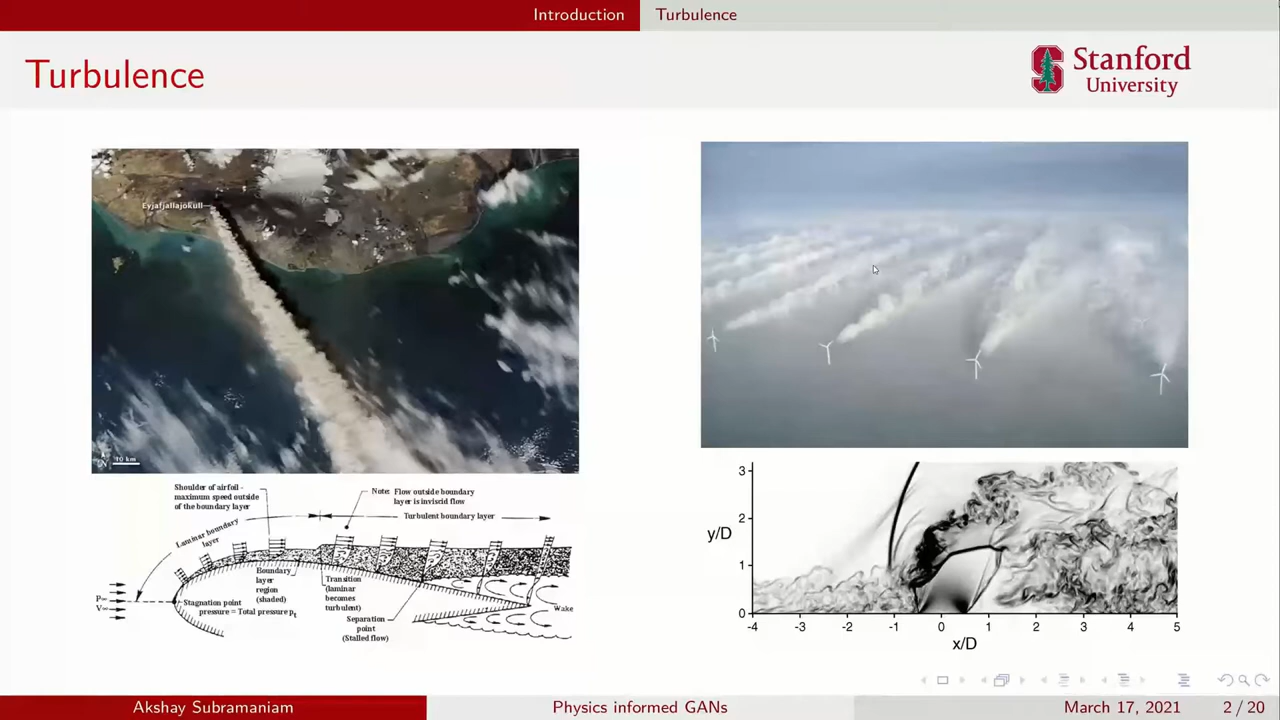 Introduction
Turbulence
Turbulence
Stanford
University
Eyjafjallajökull
N
10 km
Shoulder of airfoil -
maximum speed outside
of the boundary layer
Note: Flow outside boundary
layer is inviscid flow
Turbulent boundary layer
Laminar boundary
layer
Boundary
layer
region
(shaded)
Transition
(laminar
becomes
turbulent)
P∞
V∞
Stagnation point
pressure = Total pressure pt
Separation
point
(Stalled flow)
Wake
y/D
3
2
1
0
-4 -3 -2 -1 0 1 2 3 4 5
x/D
Akshay Subramaniam
Physics informed GANs
March 17, 2021
2 / 20